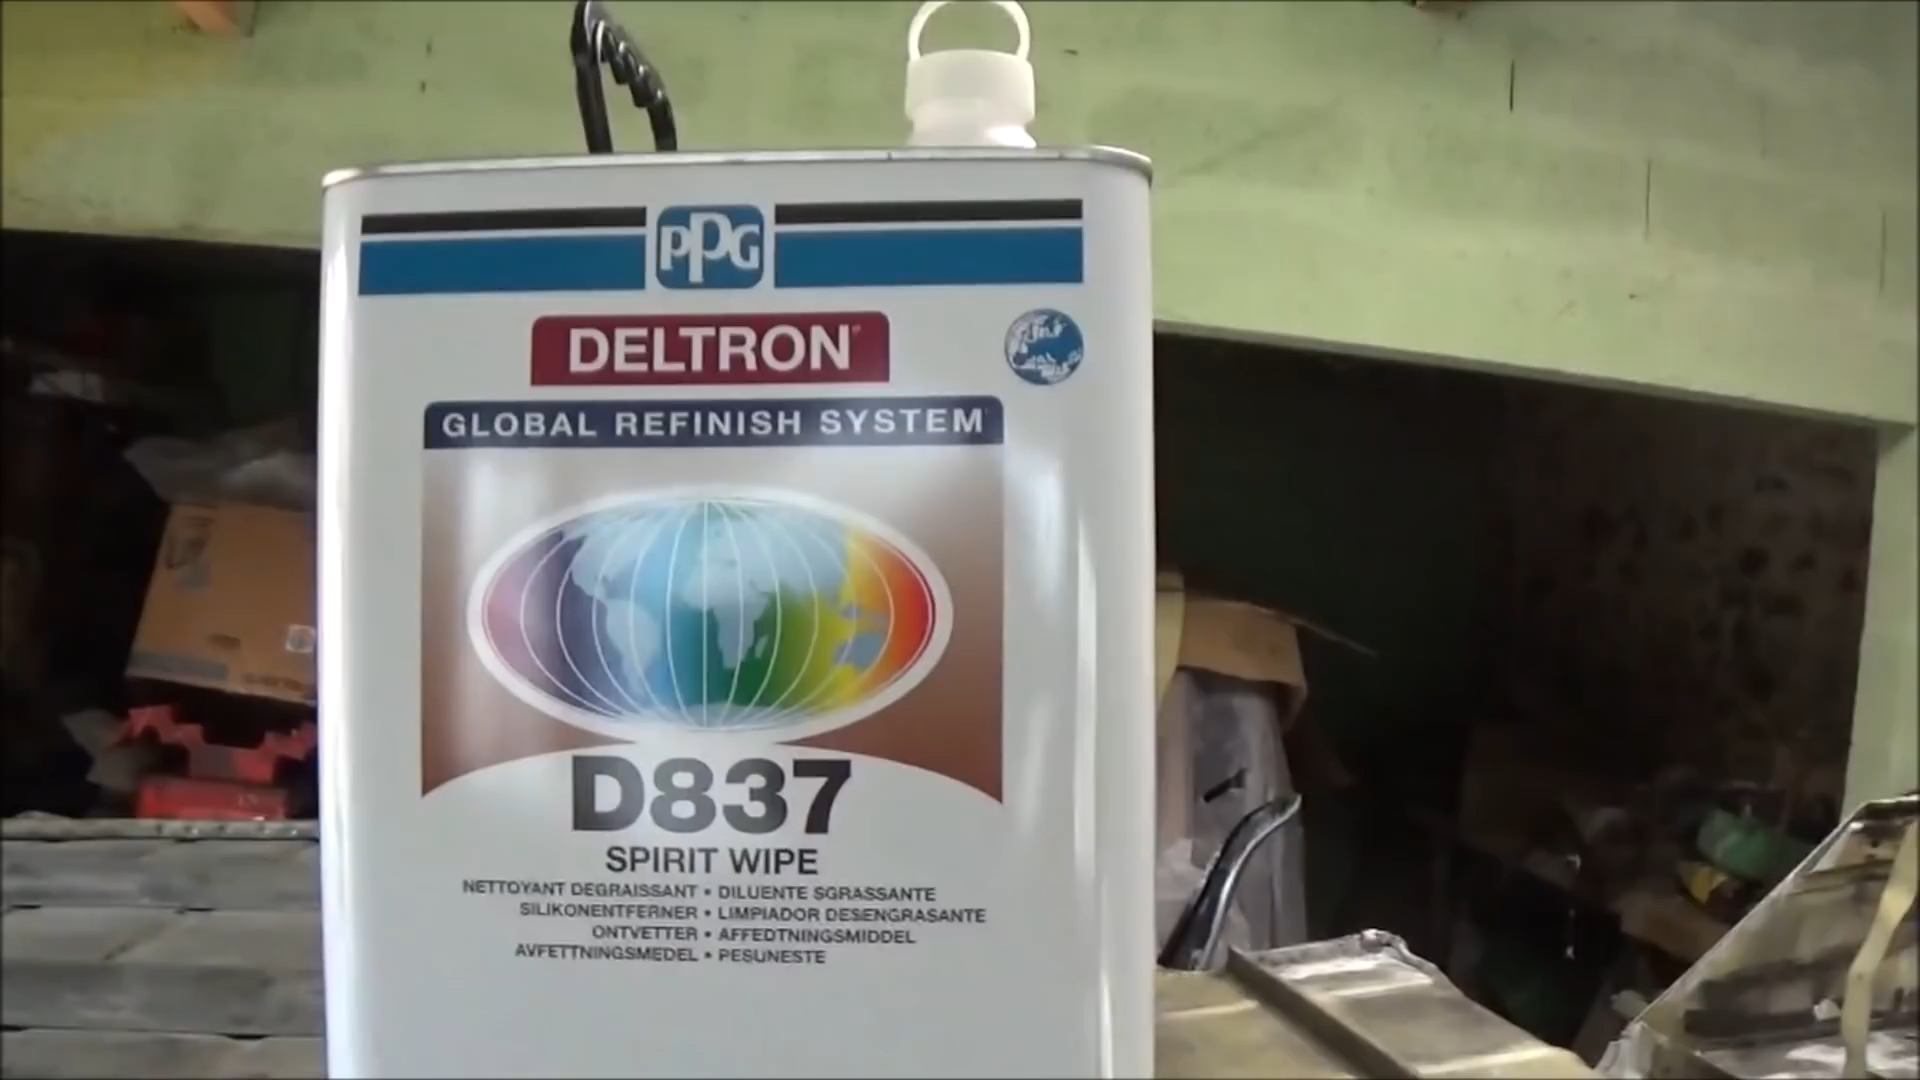 PPG
DELTRON®
GLOBAL REFINISH SYSTEM
D837
SPIRIT WIPE
NETTOYANT DEGRAISSANT • DILUENTE SGRASSANTE
SILIKONENTFERNER • LIMPIADOR DESENGRASANTE
ONTVETTER • AFFEDTNINGSMIDDEL
AVFETTNINGSMEDEL • PESUNESTE